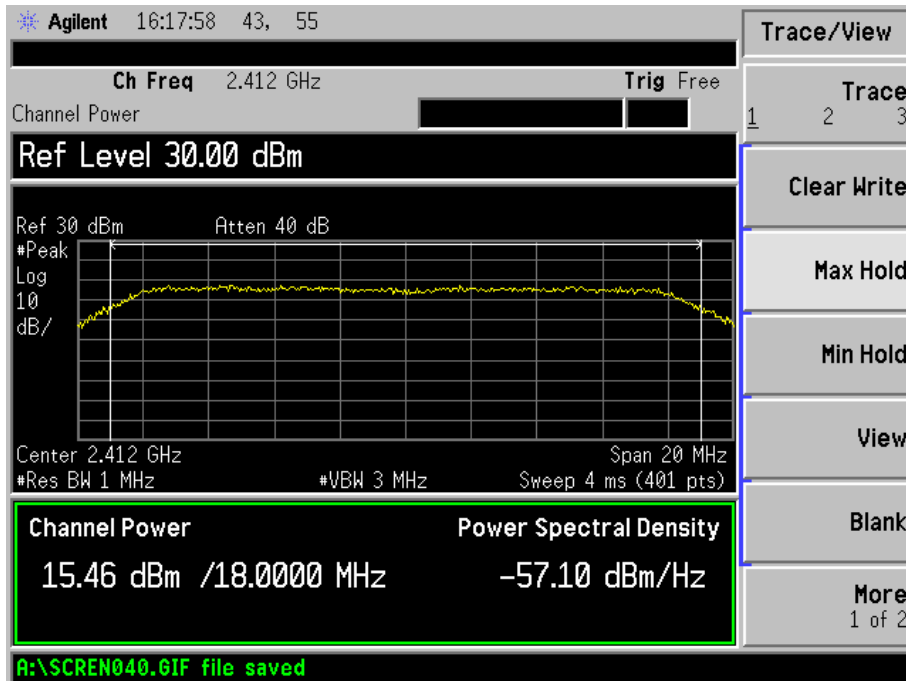 Agilent 16:17:58 43, 55
Trace/View
Ch Freq 2.412 GHz Trig Free
Channel Power
Trace
1 2 3
Ref Level 30.00 dBm
Clear Write
Ref 30 dBm Atten 40 dB
#Peak
Log
10
dB/
Max Hold
Min Hold
Center 2.412 GHz Span 20 MHz
#Res BW 1 MHz #VBW 3 MHz Sweep 4 ms (401 pts)
View
Channel Power Power Spectral Density
15.46 dBm /18.0000 MHz -57.10 dBm/Hz
Blank
More
1 of 2
A:\SCREN040.GIF file saved